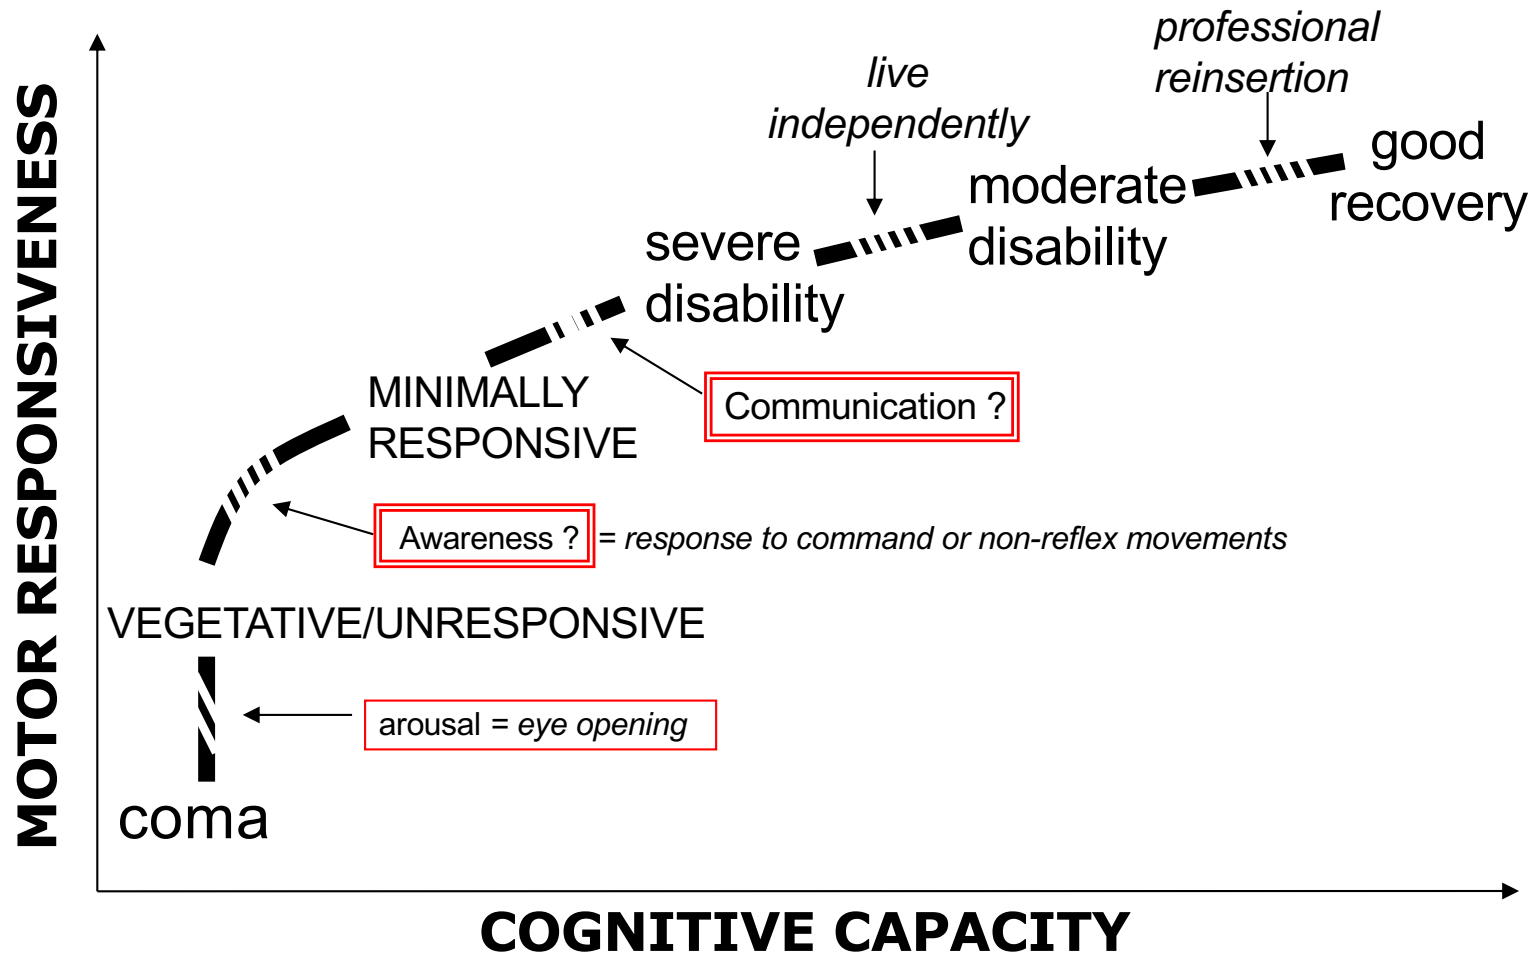 professional
reinsertion
live
independently
good
recovery
moderate
disability
severe
disability
MINIMALLY
RESPONSIVE
Communication ?
Awareness ? = response to command or non-reflex movements
VEGETATIVE/UNRESPONSIVE
arousal = eye opening
coma
MOTOR RESPONSIVENESS
COGNITIVE CAPACITY